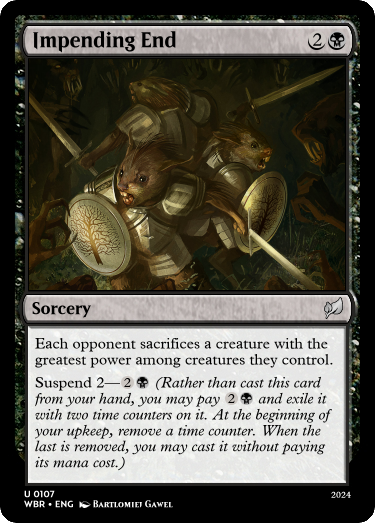 Impending End 2
Sorcery
Each opponent sacrifices a creature with the
greatest power among creatures they control.
Suspend 2—2 (Rather than cast this card
from your hand, you may pay 2 and exile it
with two time counters on it. At the beginning of
your upkeep, remove a time counter. When the
last is removed, you may cast it without paying
its mana cost.)
U 0107 2024
WBR • ENG Bartlomiej Gawel